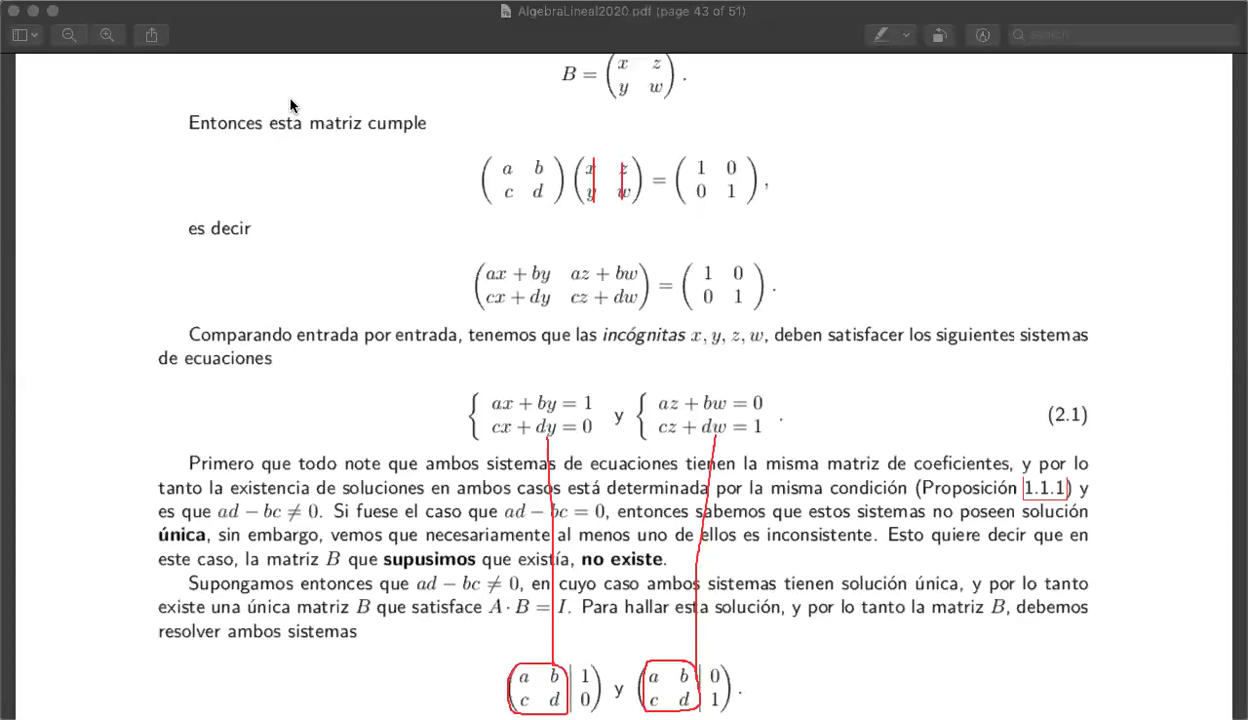 AlgebraLineal2020.pdf (page 43 of 51)
Search
B = ( x z
y w ) .
Entonces esta matriz cumple
( a b
c d ) ( x z
y w ) = ( 1 0
0 1 ) ,
es decir
( ax + by az + bw
cx + dy cz + dw ) = ( 1 0
0 1 ) .
Comparando entrada por entrada, tenemos que las incógnitas x, y, z, w, deben satisfacer los siguientes sistemas
de ecuaciones
{ ax + by = 1
cx + dy = 0 y { az + bw = 0
cz + dw = 1 . (2.1)
Primero que todo note que ambos sistemas de ecuaciones tienen la misma matriz de coeficientes, y por lo
tanto la existencia de soluciones en ambos casos está determinada por la misma condición (Proposición 1.1.1) y
es que ad − bc ≠ 0. Si fuese el caso que ad − bc = 0, entonces sabemos que estos sistemas no poseen solución
única, sin embargo, vemos que necesariamente al menos uno de ellos es inconsistente. Esto quiere decir que en
este caso, la matriz B que supusimos que existía, no existe.
Supongamos entonces que ad − bc ≠ 0, en cuyo caso ambos sistemas tienen solución única, y por lo tanto
existe una única matriz B que satisface A · B = I. Para hallar esta solución, y por lo tanto la matriz B, debemos
resolver ambos sistemas
( a b | 1
c d | 0 ) y ( a b | 0
c d | 1 ) .